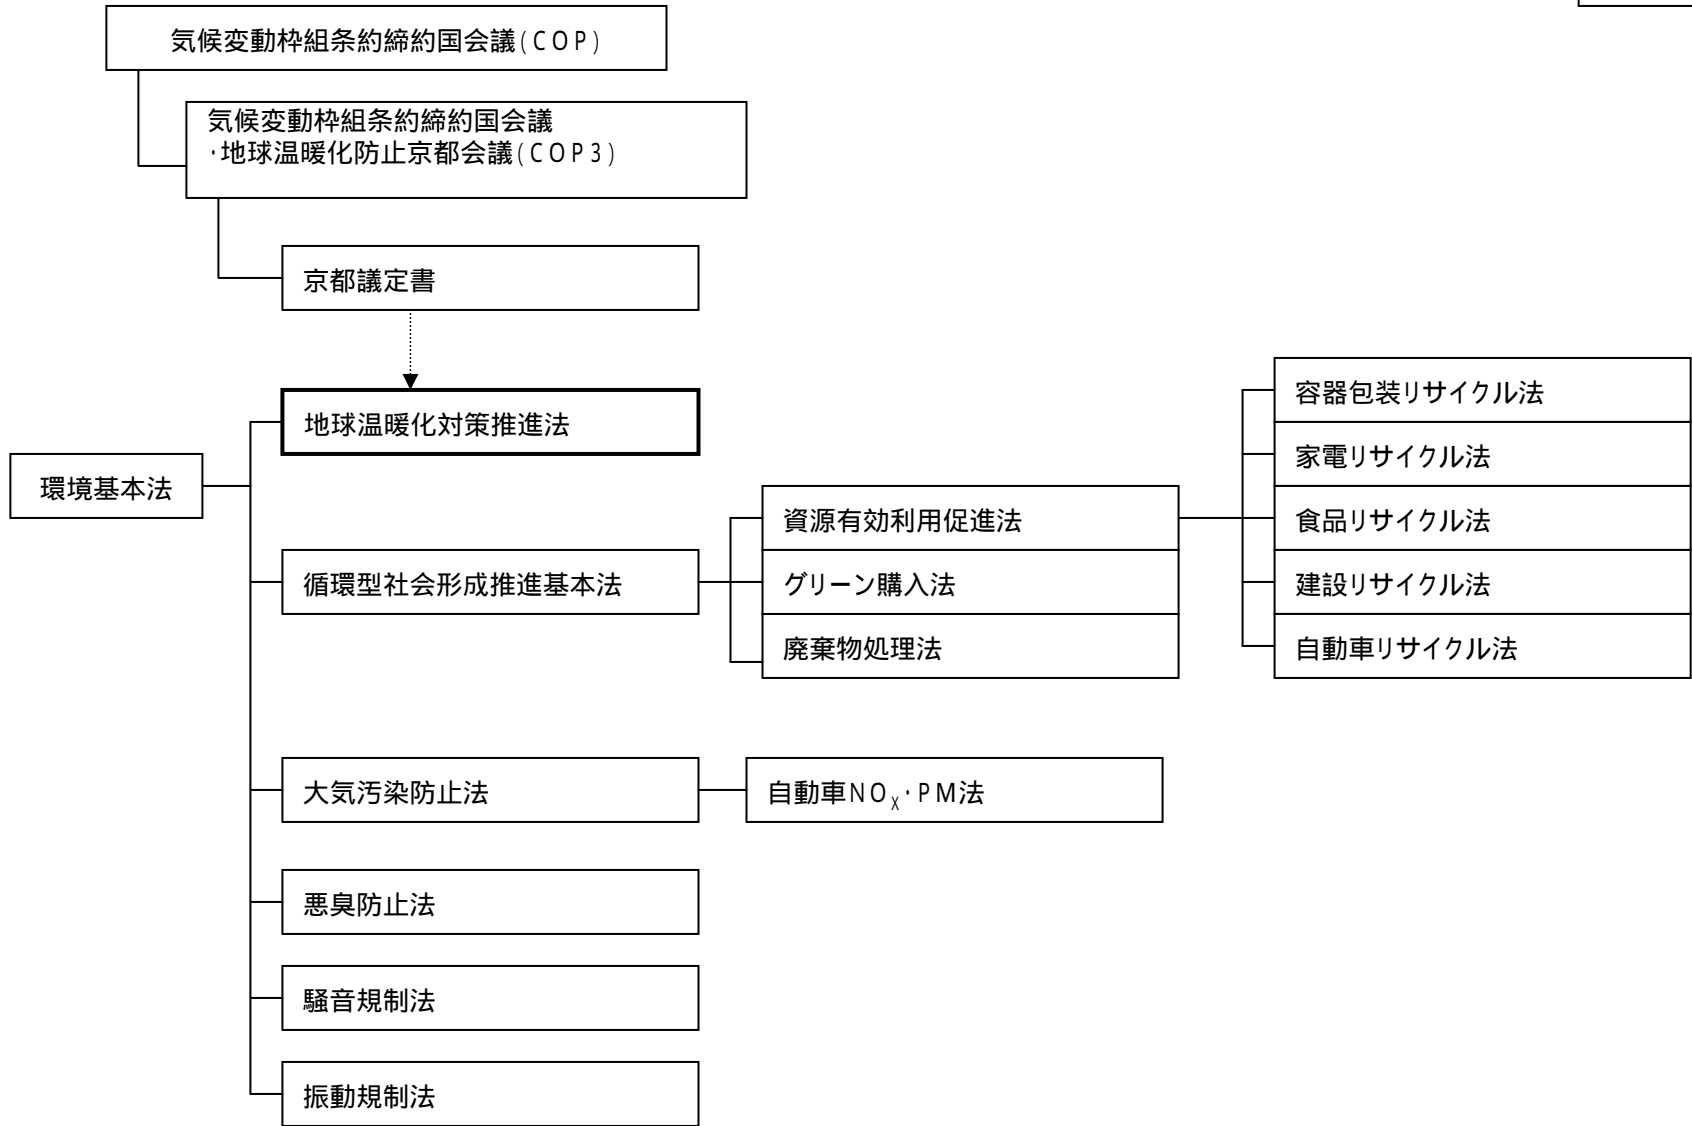 気候変動枠組条約締約国会議(COP)
気候変動枠組条約締約国会議
・地球温暖化防止京都会議(COP3)
京都議定書
地球温暖化対策推進法
環境基本法
循環型社会形成推進基本法
資源有効利用促進法
グリーン購入法
廃棄物処理法
容器包装リサイクル法
家電リサイクル法
食品リサイクル法
建設リサイクル法
自動車リサイクル法
大気汚染防止法
自動車NOX・PM法
悪臭防止法
騒音規制法
振動規制法